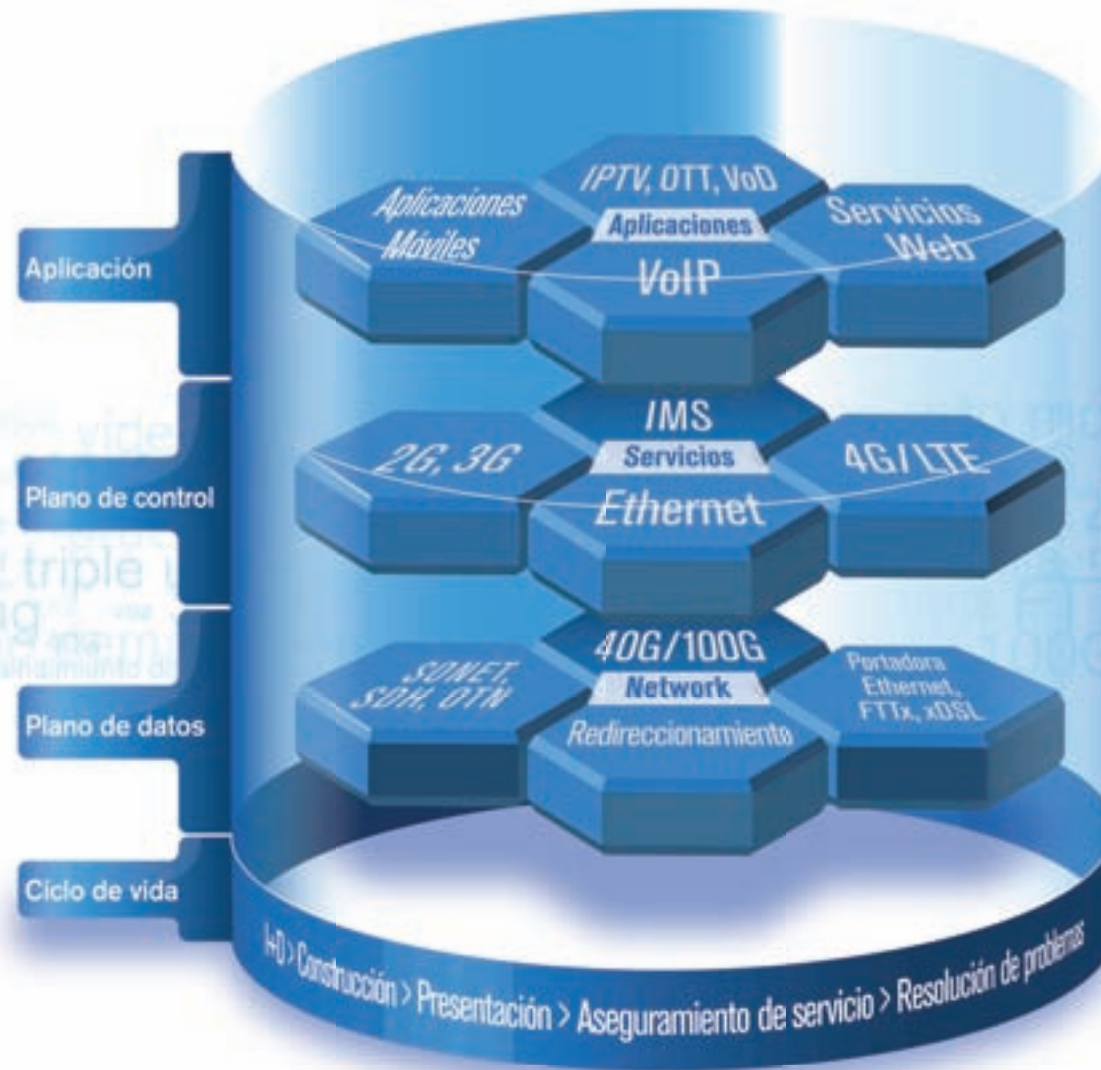 Aplicación
Aplicaciones
Móviles
IPTV, OTT, VoD
Aplicaciones
VoIP
Servicios
Web
Plano de control
2G, 3G
IMS
Servicios
Ethernet
4G/LTE
triple
Plano de datos
SONET,
SDH, OTN
40G/100G
Network
Redireccionamiento
Portadora
Ethernet,
FTTx, xDSL
Ciclo de vida
I+D > Construcción > Presentación > Aseguramiento de servicio > Resolución de problemas